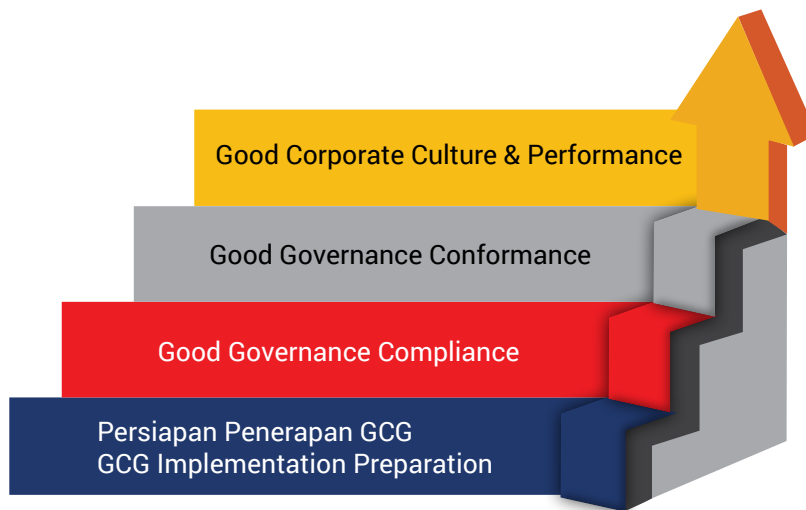 Good Corporate Culture & Performance
Good Governance Conformance
Good Governance Compliance
Persiapan Penerapan GCG
GCG Implementation Preparation